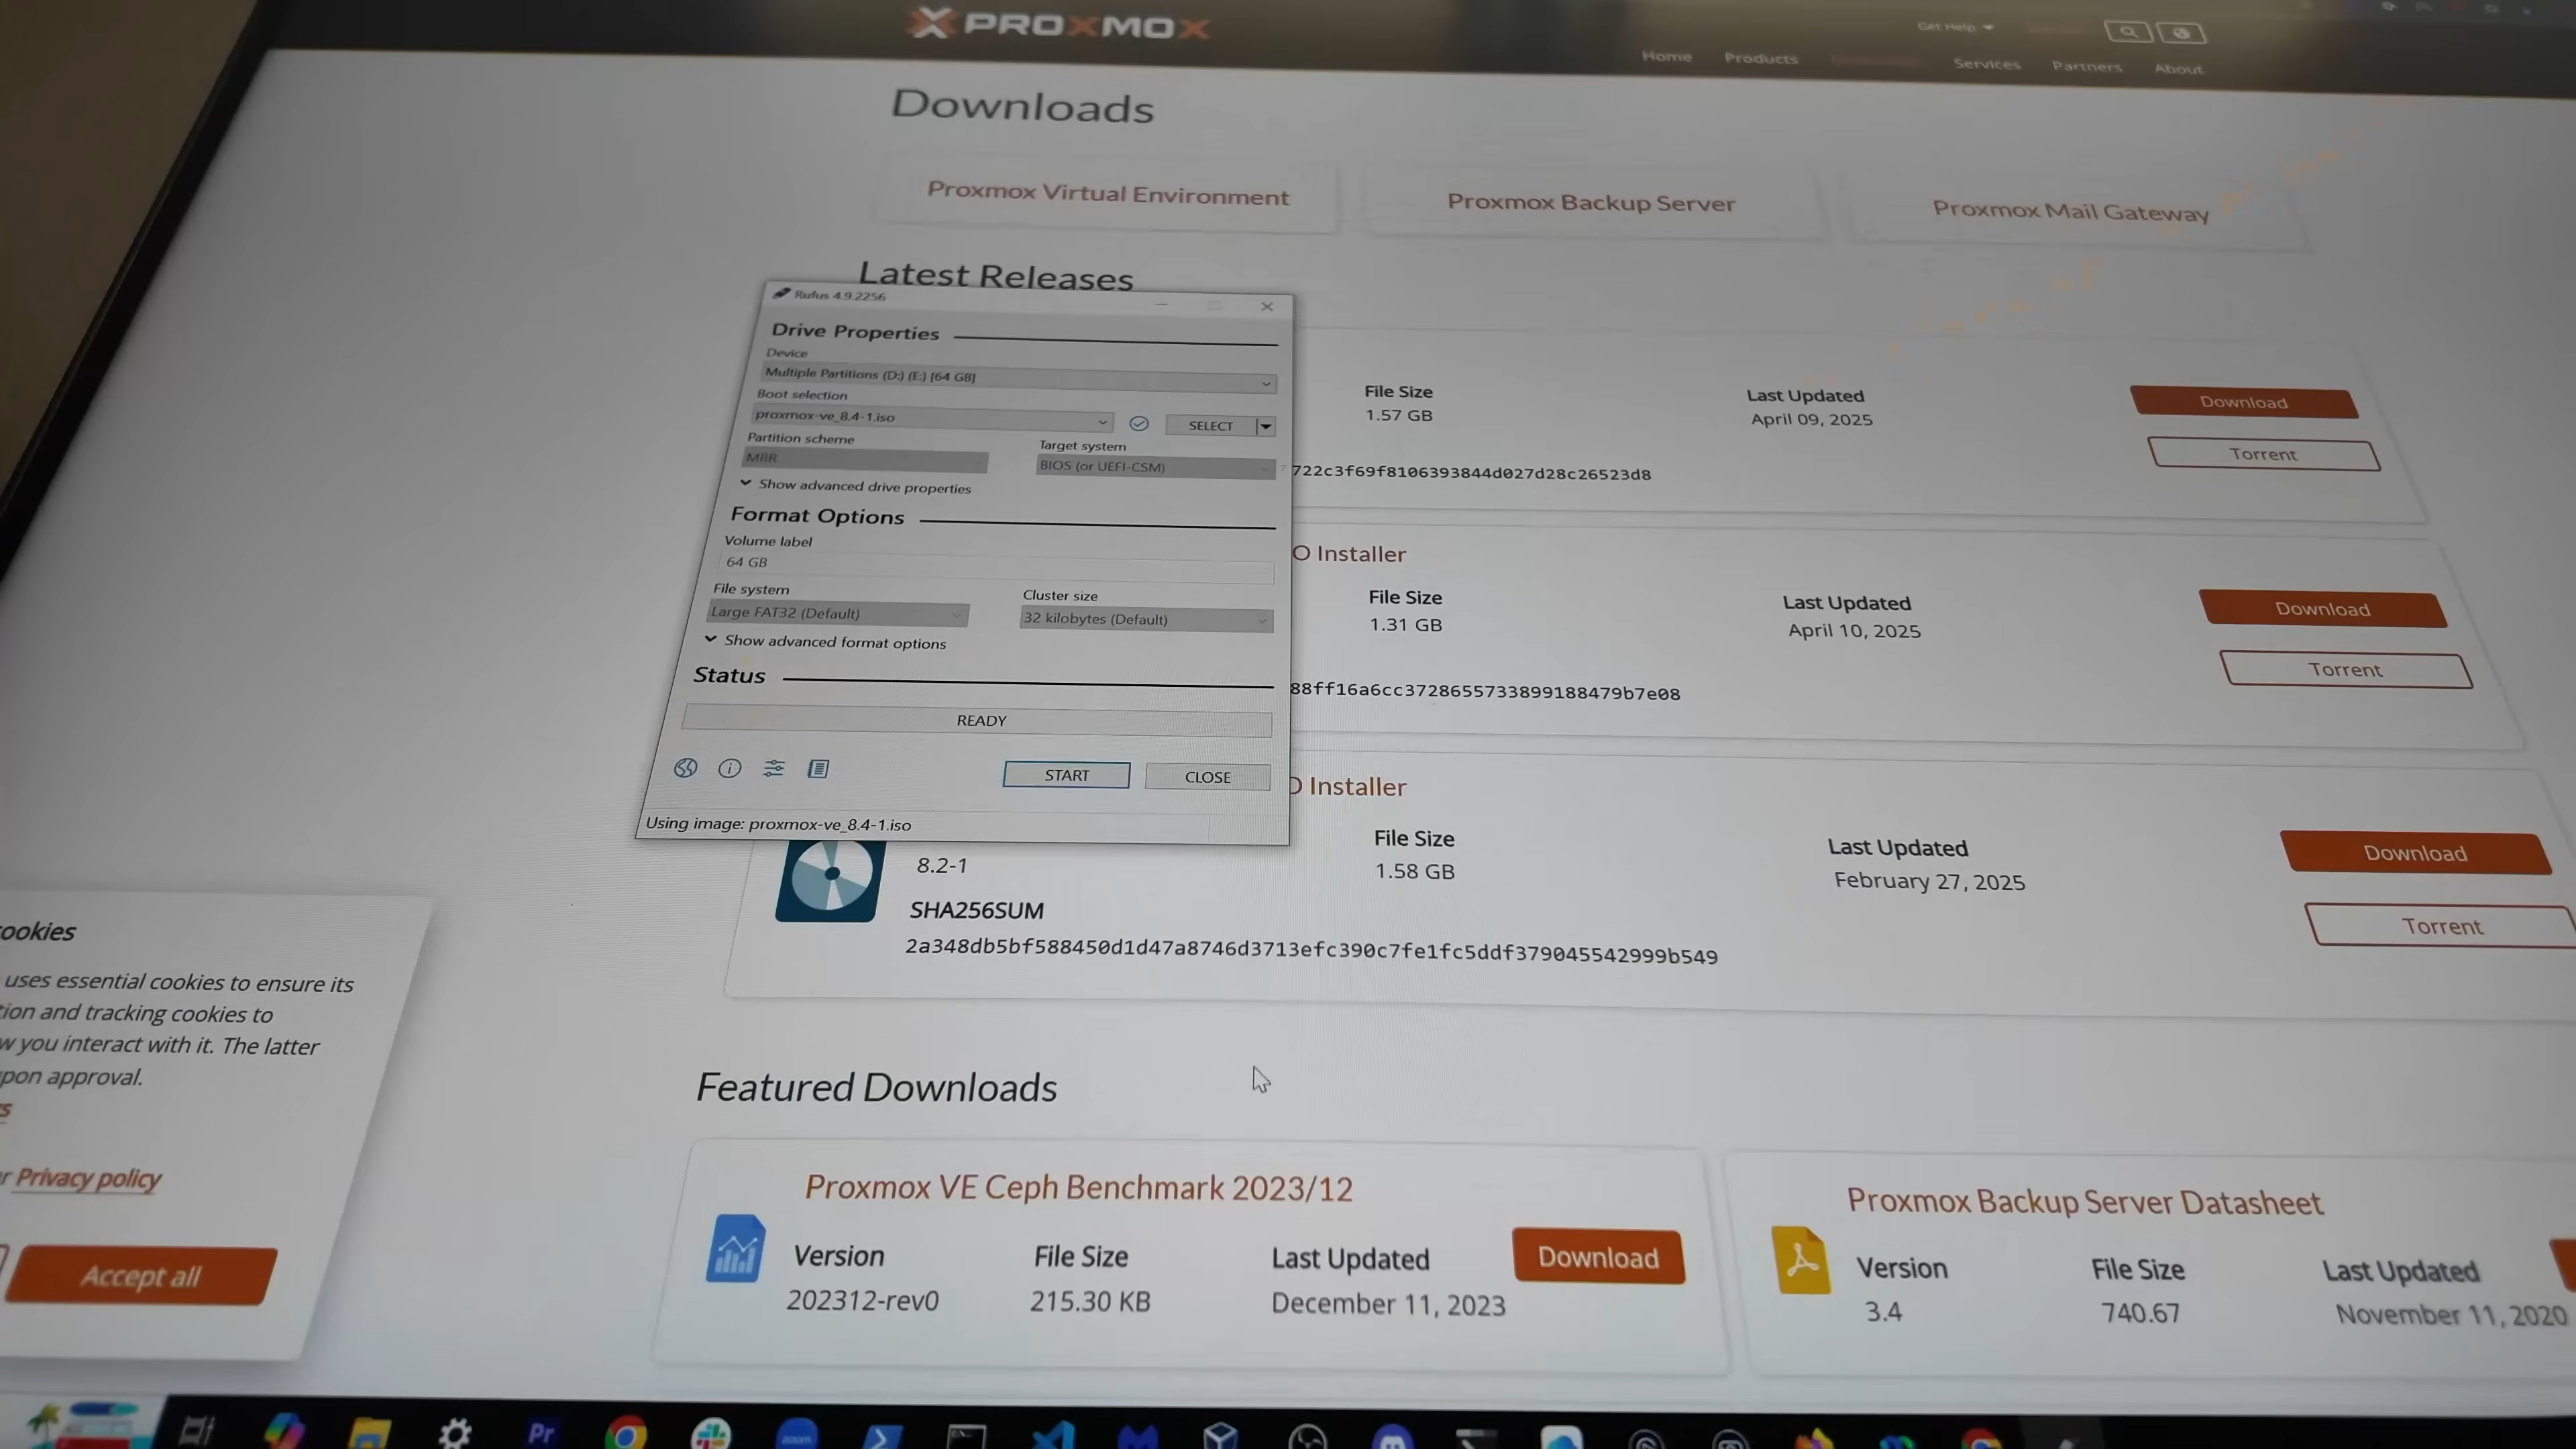 PROXMOX
Get Help
Home
Products
Services
Partners
About
Downloads
Proxmox Virtual Environment
Proxmox Backup Server
Proxmox Mail Gateway
Latest Releases
Rufus 4.9.2256
Drive Properties
Device
Multiple Partitions (D:) (E:) [64 GB]
Boot selection
proxmox-ve_8.4-1.iso
SELECT
Partition scheme
Target system
MBR
BIOS (or UEFI-CSM)
?
Show advanced drive properties
Format Options
Volume label
64 GB
File system
Cluster size
Large FAT32 (Default)
32 kilobytes (Default)
Show advanced format options
Status
READY
START
CLOSE
Using image: proxmox-ve_8.4-1.iso
File Size
1.57 GB
Last Updated
April 09, 2025
Download
Torrent
722c3f69f8106393844d027d28c26523d8
O Installer
File Size
1.31 GB
Last Updated
April 10, 2025
Download
Torrent
88ff16a6cc3728655733899188479b7e08
O Installer
8.2-1
File Size
1.58 GB
Last Updated
February 27, 2025
Download
Torrent
SHA256SUM
2a348db5bf588450d1d47a8746d3713efc390c7fe1fc5ddf379045542999b549
ookies
uses essential cookies to ensure its
tion and tracking cookies to
w you interact with it. The latter
pon approval.
s
r Privacy policy
Accept all
Featured Downloads
Proxmox VE Ceph Benchmark 2023/12
Version
202312-rev0
File Size
215.30 KB
Last Updated
December 11, 2023
Download
Proxmox Backup Server Datasheet
Version
3.4
File Size
740.67
Last Updated
November 11, 2020
Pr
zoom